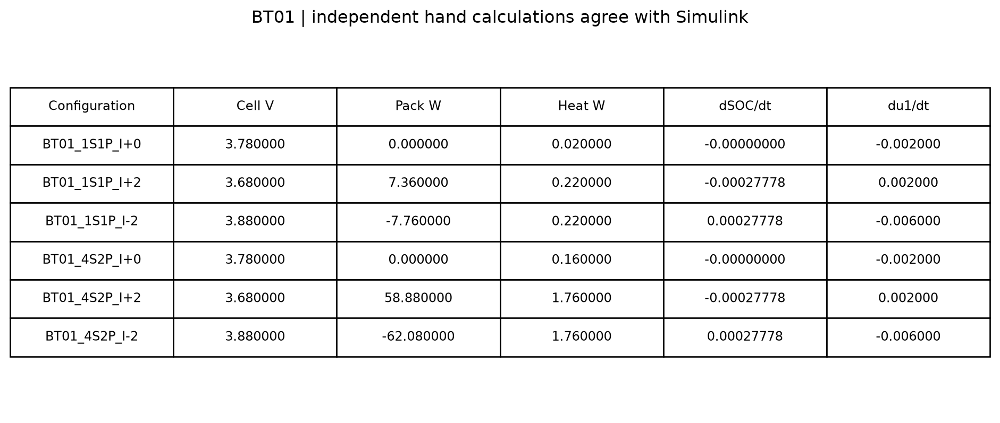 BT01 | independent hand calculations agree with Simulink
Configuration Cell V Pack W Heat W dSOC/dt du1/dt
BT01_1S1P_I+0 3.780000 0.000000 0.020000 -0.00000000 -0.002000
BT01_1S1P_I+2 3.680000 7.360000 0.220000 -0.00027778 0.002000
BT01_1S1P_I-2 3.880000 -7.760000 0.220000 0.00027778 -0.006000
BT01_4S2P_I+0 3.780000 0.000000 0.160000 -0.00000000 -0.002000
BT01_4S2P_I+2 3.680000 58.880000 1.760000 -0.00027778 0.002000
BT01_4S2P_I-2 3.880000 -62.080000 1.760000 0.00027778 -0.006000